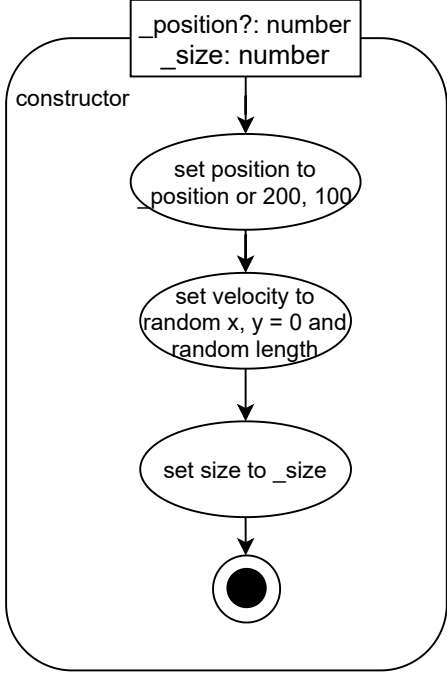 _position?: number
_size: number
constructor
set position to
_position or 200, 100
set velocity to
random x, y = 0 and
random length
set size to _size